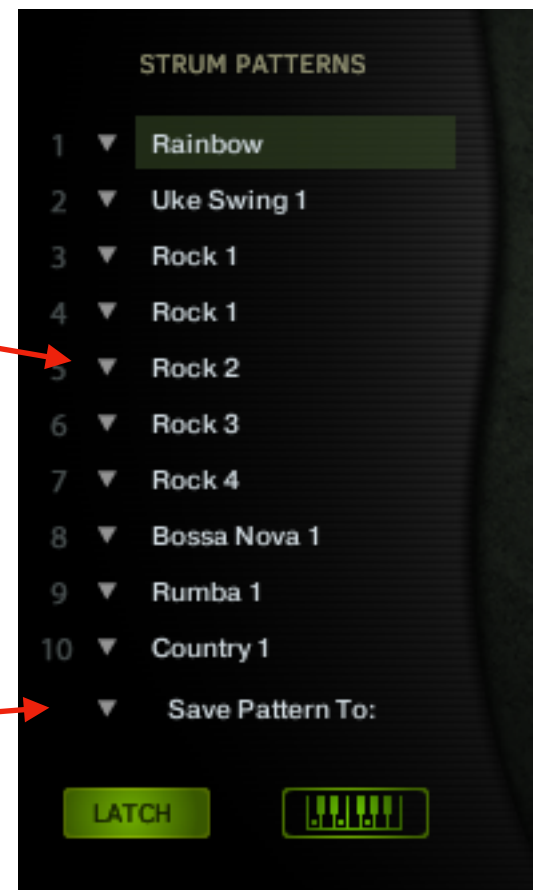 STRUM PATTERNS
1 ▼ Rainbow
2 ▼ Uke Swing 1
3 ▼ Rock 1
4 ▼ Rock 1
5 ▼ Rock 2
6 ▼ Rock 3
7 ▼ Rock 4
8 ▼ Bossa Nova 1
9 ▼ Rumba 1
10 ▼ Country 1
▼ Save Pattern To:
LATCH